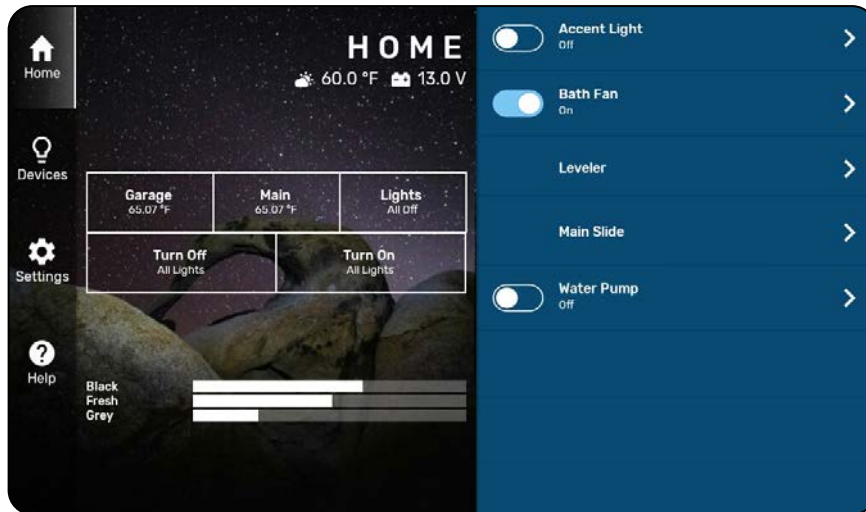 Home
Devices
Settings
Help
HOME
60.0 °F 13.0 V
Garage
65.07 °F
Main
65.07 °F
Lights
All Off
Turn Off
All Lights
Turn On
All Lights
Black
Fresh
Grey
Accent Light
Off
Bath Fan
On
Leveler
Main Slide
Water Pump
Off